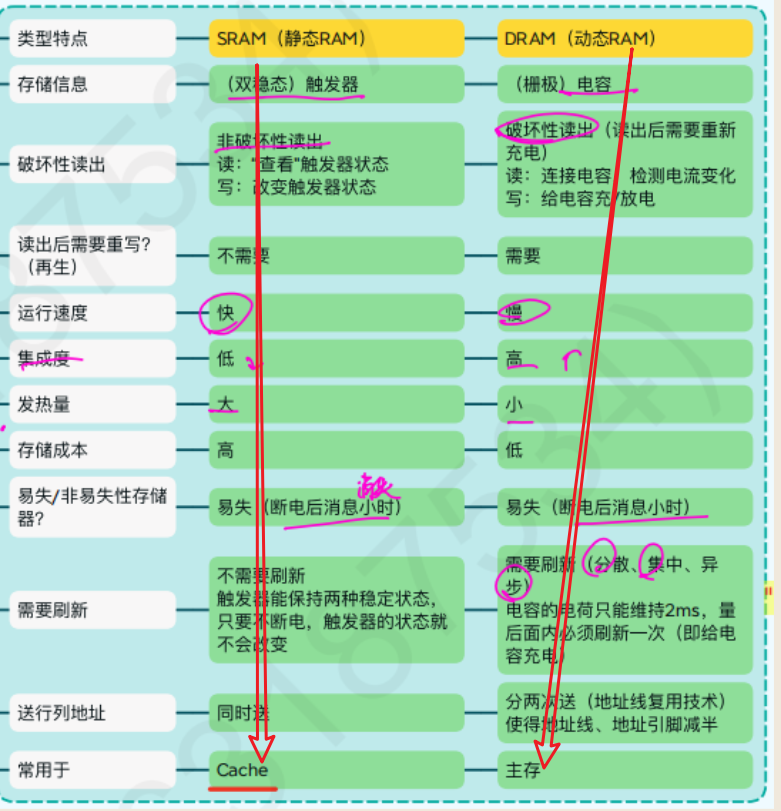 类型特点
SRAM（静态RAM）
DRAM（动态RAM）
存储信息
（双稳态）触发器
（栅极）电容
破坏性读出
非破坏性读出
读：“查看"触发器状态
写：改变触发器状态
破坏性读出（读出后需要重新
充电）
读：连接电容，检测电流变化
写：给电容充/放电
读出后需要重写？
（再生）
不需要
需要
运行速度
快
慢
集成度
低
高
发热量
大
小
存储成本
高
低
易失/非易失性存储
器？
易失（断电后消息小时）
易失（断电后消息小时）
需要刷新
不需要刷新
触发器能保持两种稳定状态，
只要不断电，触发器的状态就
不会改变
需要刷新（分散、集中、异
步）
电容的电荷只能维持2ms，量
后面内必须刷新一次（即给电
容充电）
送行列地址
同时送
分两次送（地址线复用技术）
使得地址线、地址引脚减半
常用于
Cache
主存